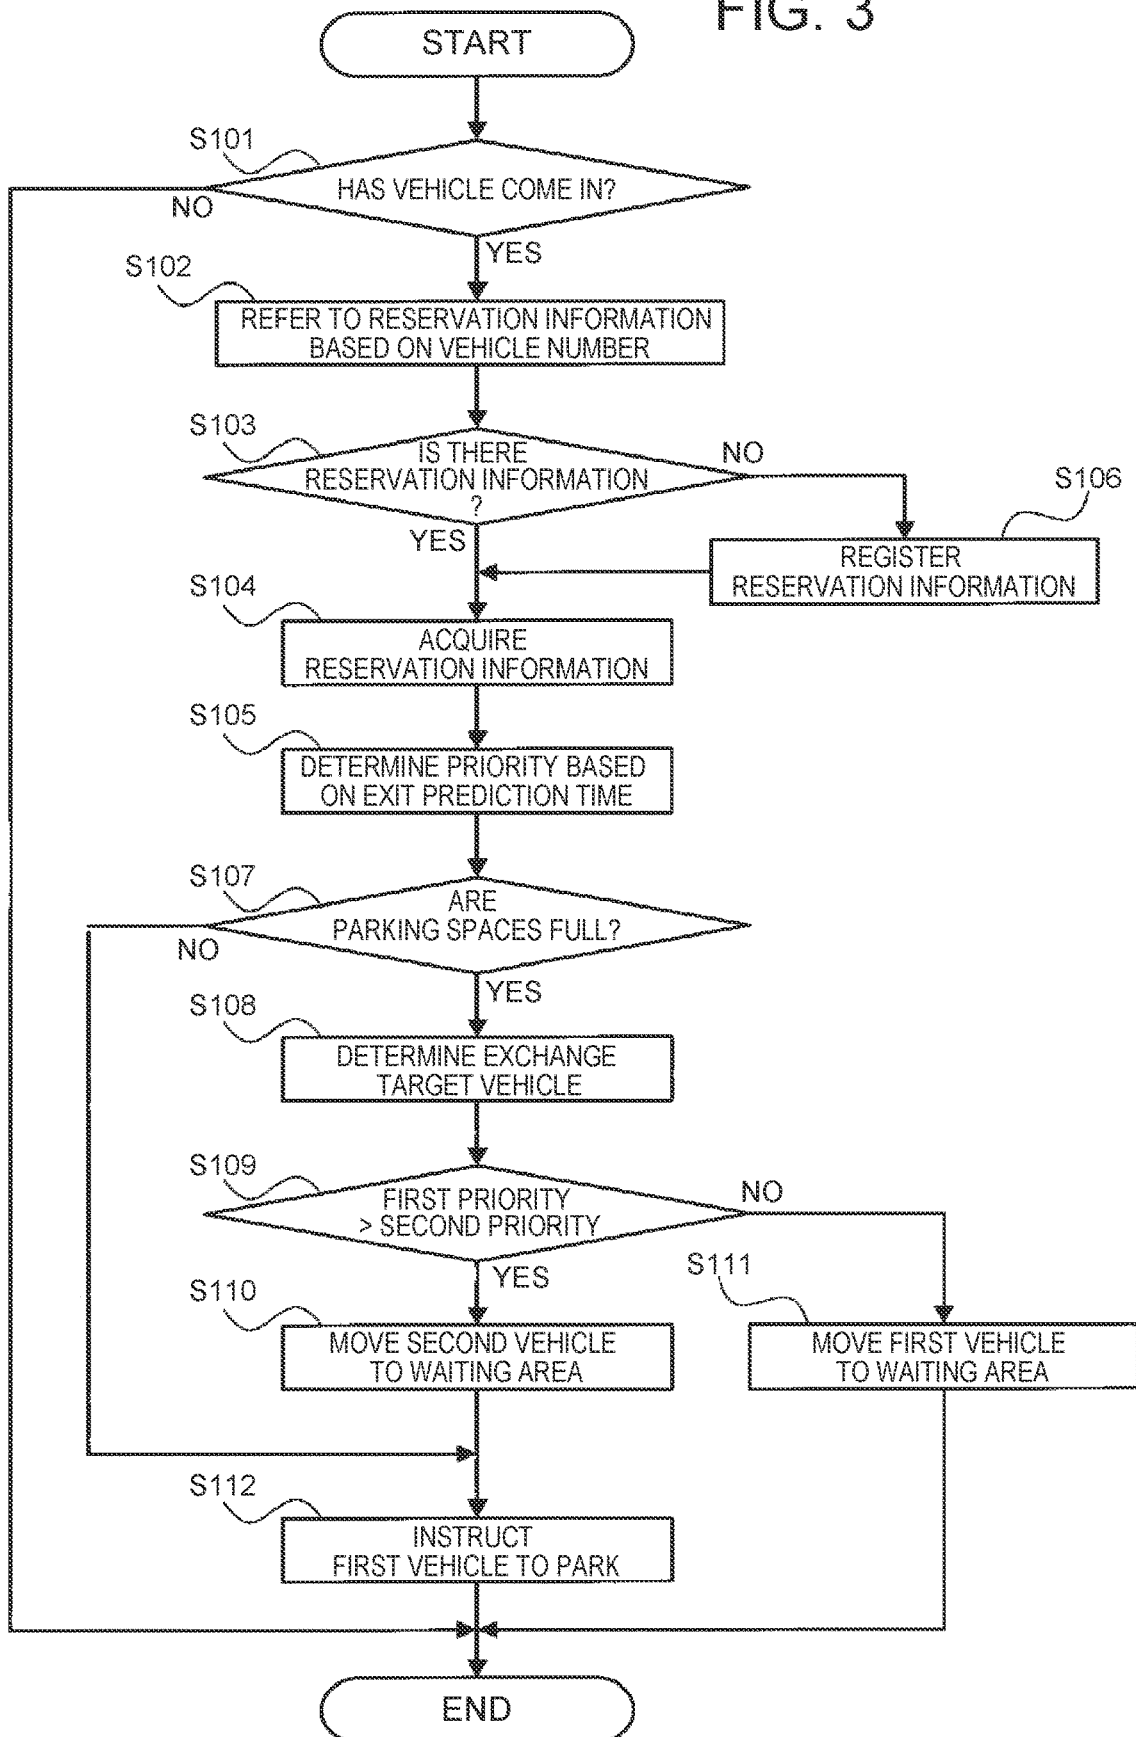 FIG. 3
START
S101
HAS VEHICLE COME IN?
NO
YES
S102
REFER TO RESERVATION INFORMATION
BASED ON VEHICLE NUMBER
S103
IS THERE
RESERVATION INFORMATION
?
NO
YES
S106
REGISTER
RESERVATION INFORMATION
S104
ACQUIRE
RESERVATION INFORMATION
S105
DETERMINE PRIORITY BASED
ON EXIT PREDICTION TIME
S107
ARE
PARKING SPACES FULL?
NO
YES
S108
DETERMINE EXCHANGE
TARGET VEHICLE
S109
FIRST PRIORITY
> SECOND PRIORITY
NO
YES
S110
MOVE SECOND VEHICLE
TO WAITING AREA
S111
MOVE FIRST VEHICLE
TO WAITING AREA
S112
INSTRUCT
FIRST VEHICLE TO PARK
END